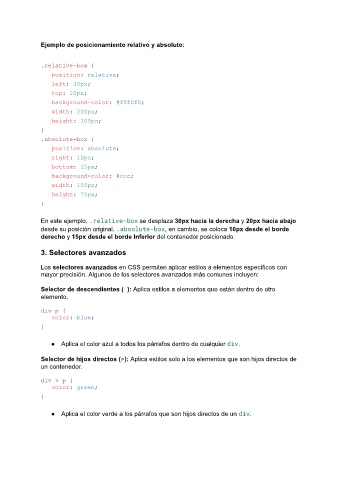 Ejemplo de posicionamiento relativo y absoluto:
.relative-box {
position: relative;
left: 30px;
top: 20px;
background-color: #f0f0f0;
width: 200px;
height: 100px;
}
.absolute-box {
position: absolute;
right: 10px;
bottom: 15px;
background-color: #ccc;
width: 150px;
height: 75px;
}
En este ejemplo, .relative-box se desplaza 30px hacia la derecha y 20px hacia abajo
desde su posición original. .absolute-box, en cambio, se coloca 10px desde el borde
derecho y 15px desde el borde inferior del contenedor posicionado.
3. Selectores avanzados
Los selectores avanzados en CSS permiten aplicar estilos a elementos específicos con
mayor precisión. Algunos de los selectores avanzados más comunes incluyen:
Selector de descendientes ( ): Aplica estilos a elementos que están dentro de otro
elemento.
div p {
color: blue;
}
● Aplica el color azul a todos los párrafos dentro de cualquier div.
Selector de hijos directos (>): Aplica estilos solo a los elementos que son hijos directos de
un contenedor.
div > p {
color: green;
}
● Aplica el color verde a los párrafos que son hijos directos de un div.